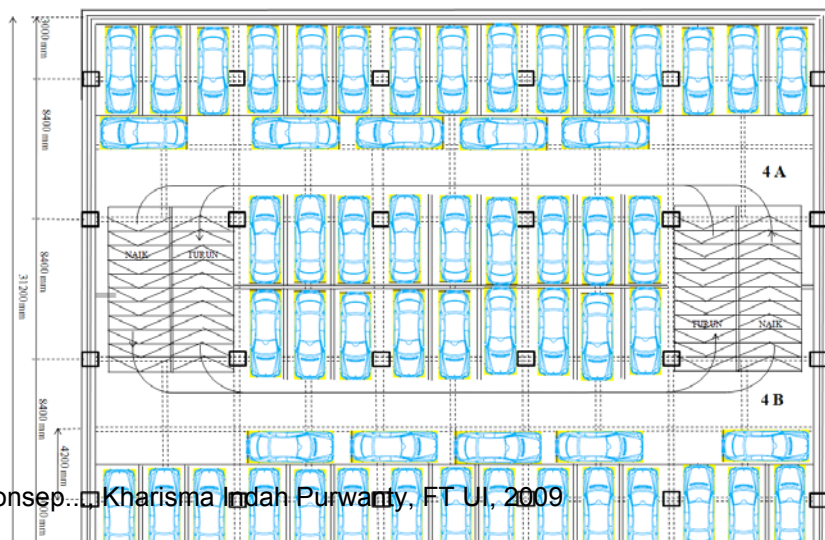 3000 mm
8400 mm
4 A
NAIK
TURUN
8400 mm
31200 mm
TURUN
NAIK
8400 mm
4 B
4200 mm
onsep..., Kharisma Indah Purwanty, FT UI, 2009